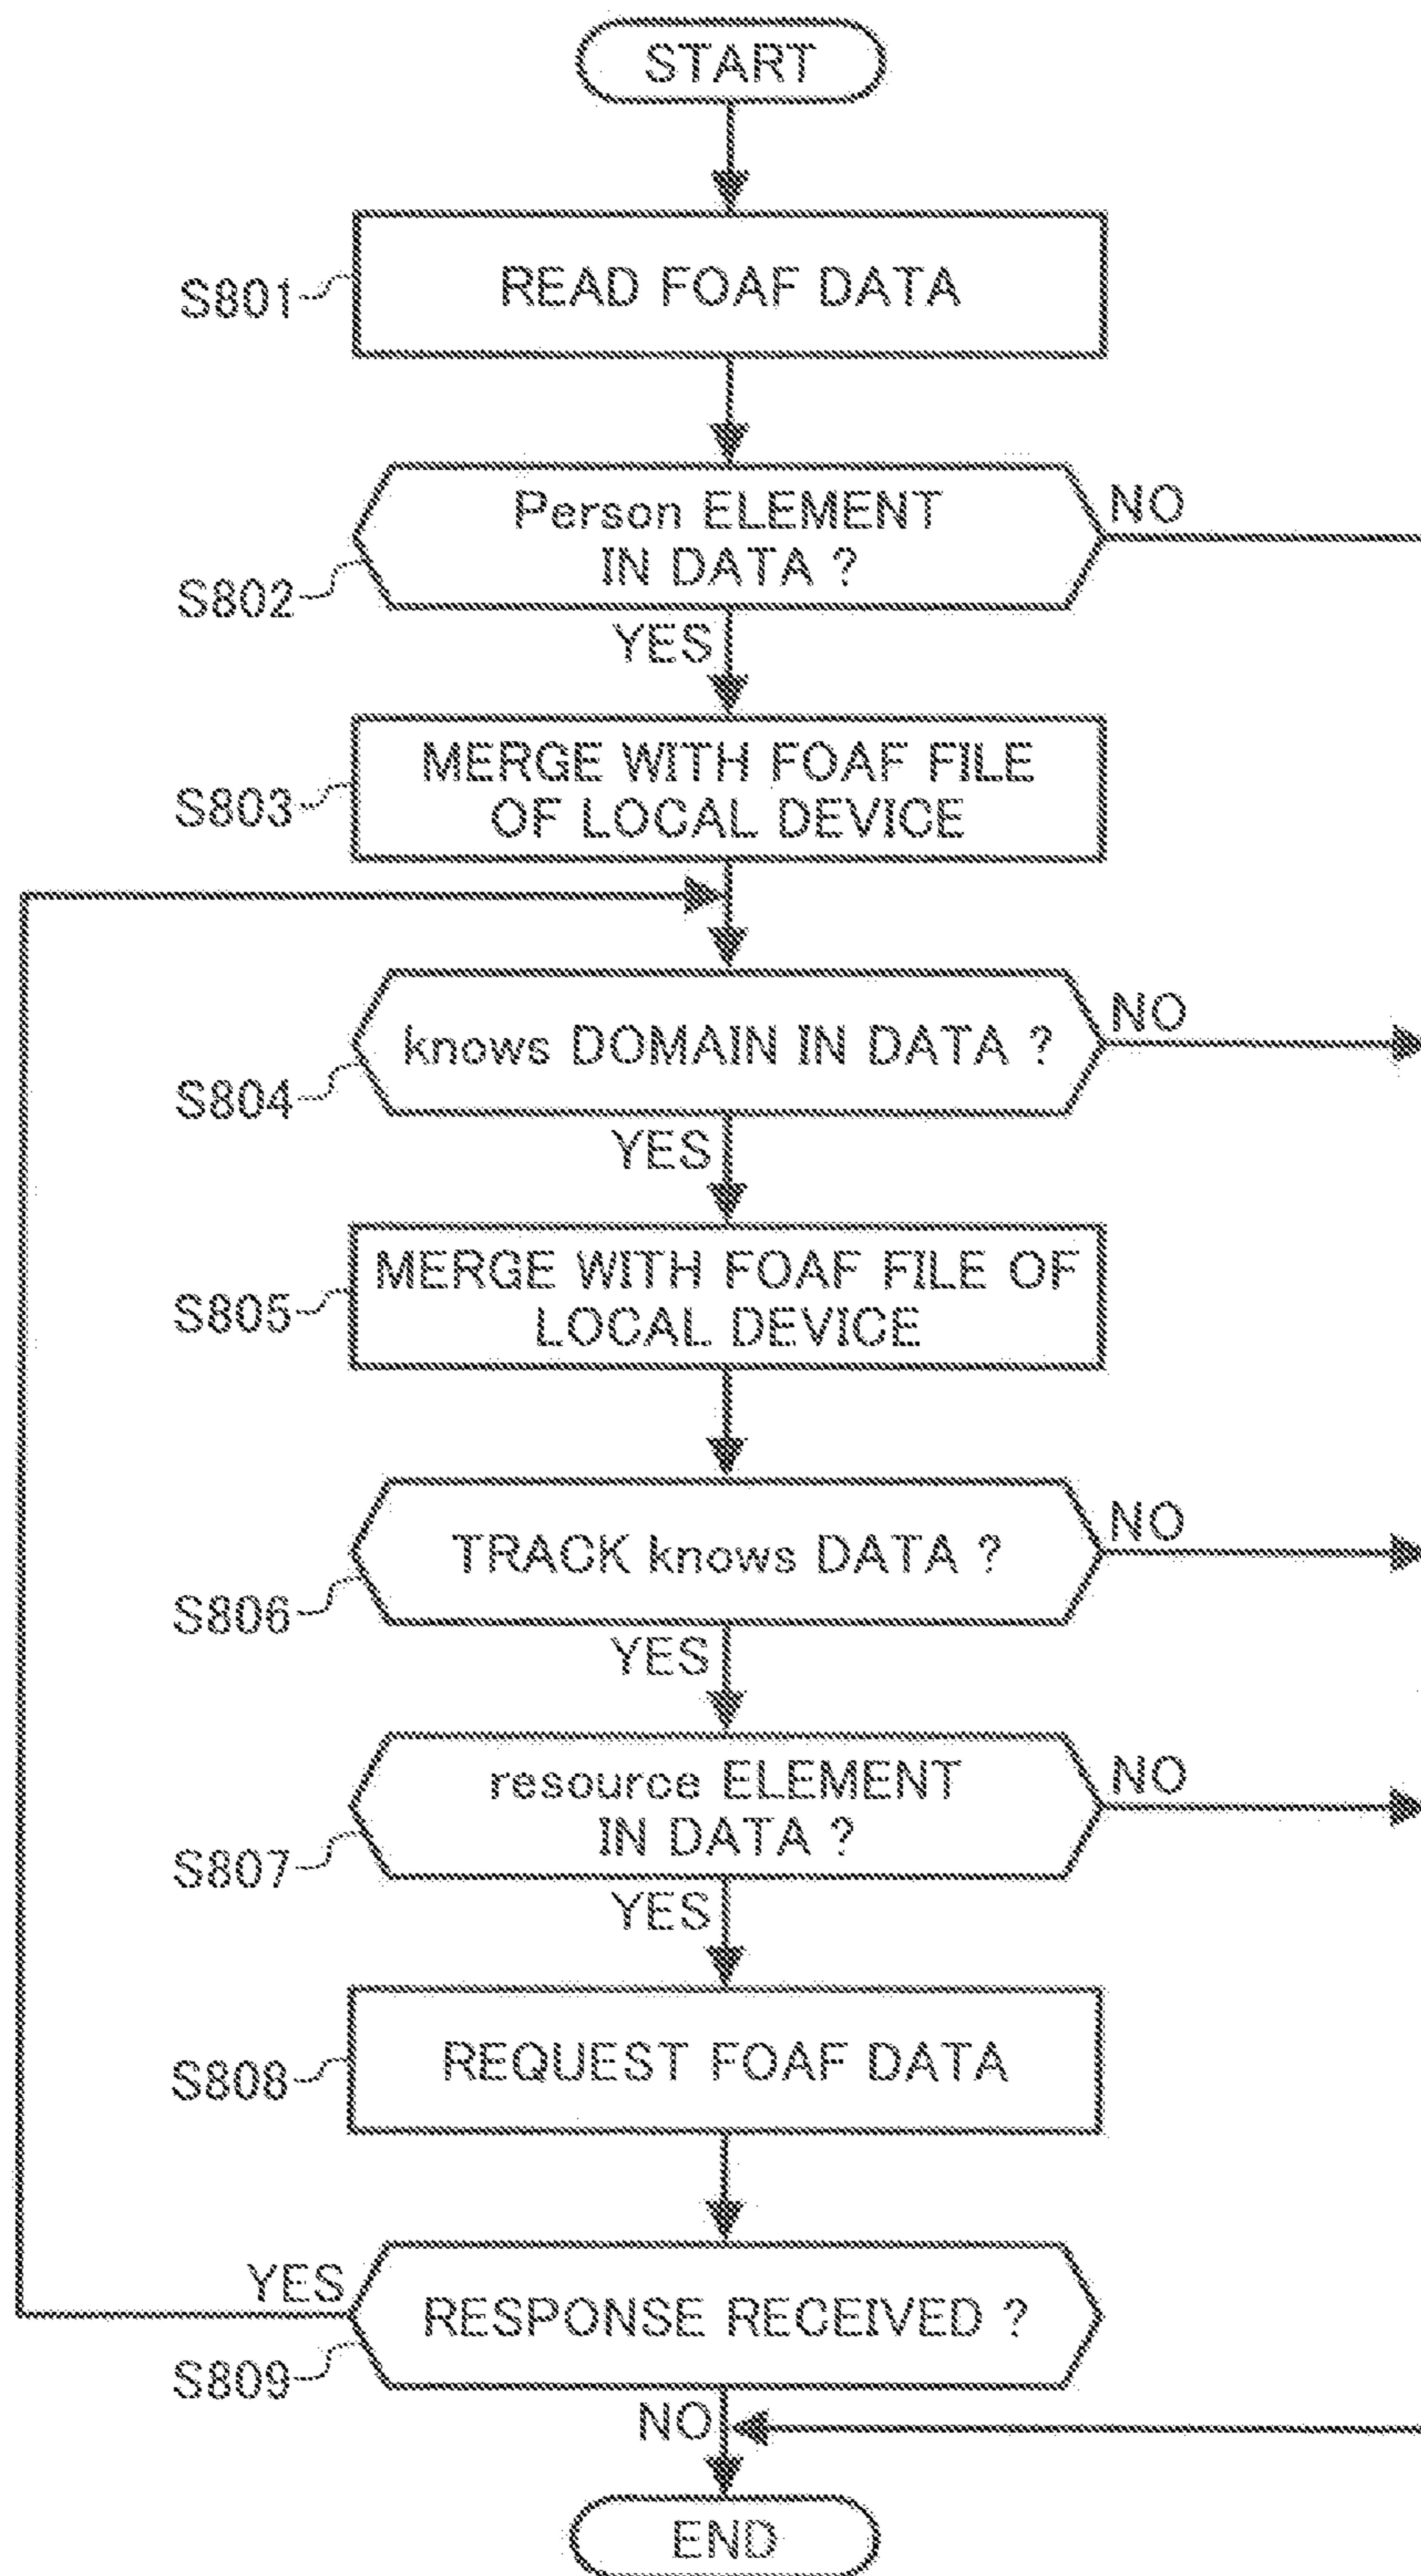 START
READ FOAF DATA
S801
Person ELEMENT
IN DATA ?
NO
S802
YES
MERGE WITH FOAF FILE
OF LOCAL DEVICE
S803
knows DOMAIN IN DATA ?
NO
S804
YES
MERGE WITH FOAF FILE OF
LOCAL DEVICE
S805
TRACK knows DATA ?
NO
S806
YES
resource ELEMENT
IN DATA ?
NO
S807
YES
REQUEST FOAF DATA
S808
YES
RESPONSE RECEIVED ?
S809
NO
END